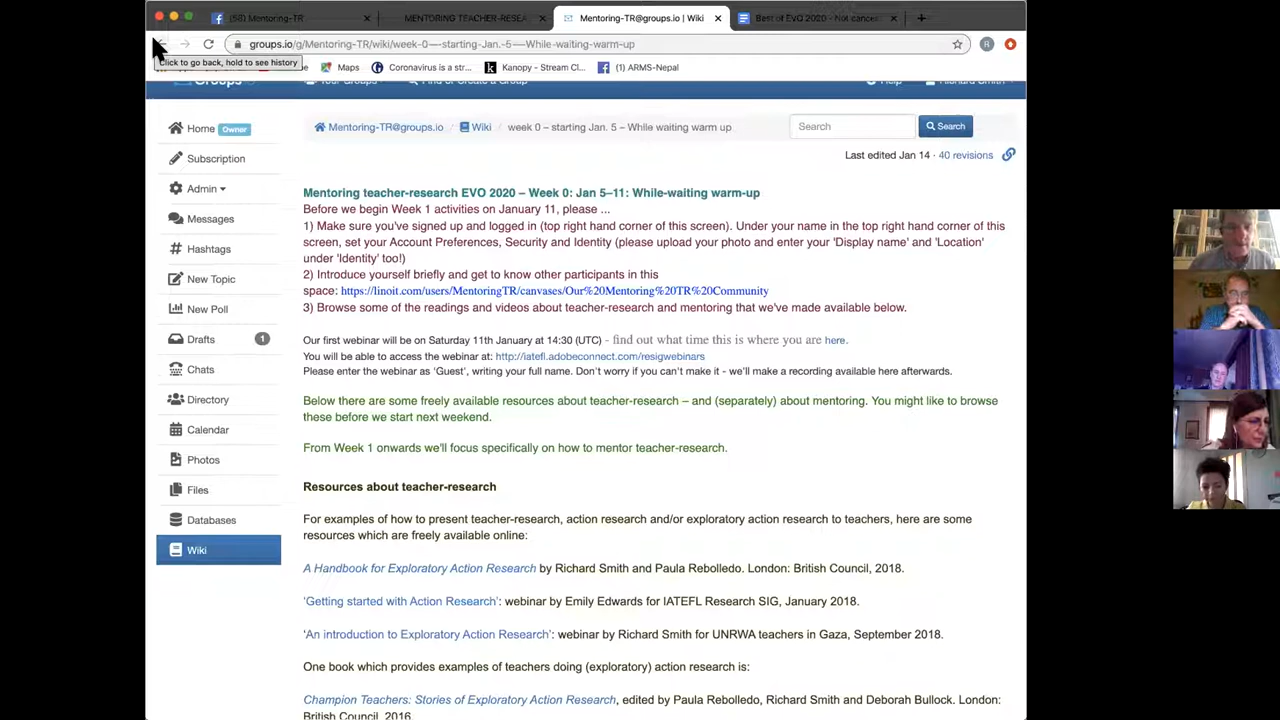 (58) Mentoring-TR
MENTORING TEACHER-RESEA
Mentoring-TR@groups.io | Wiki
Best of EVO 2020 - Not cancel
groups.io/g/Mentoring-TR/wiki/week-0---starting-Jan.-5---While-waiting-warm-up
R
Click to go back, hold to see history
Maps
Coronavirus is a str...
Kanopy - Stream Cl...
(1) ARMS-Nepal
Home Owner
Subscription
Admin
Messages
Hashtags
New Topic
New Poll
Drafts 1
Chats
Directory
Calendar
Photos
Files
Databases
Wiki
Mentoring-TR@groups.io / Wiki / week 0 – starting Jan. 5 – While waiting warm up
Search
Search
Last edited Jan 14 · 40 revisions
Mentoring teacher-research EVO 2020 – Week 0: Jan 5–11: While-waiting warm-up
Before we begin Week 1 activities on January 11, please ...
1) Make sure you've signed up and logged in (top right hand corner of this screen). Under your name in the top right hand corner of this
screen, set your Account Preferences, Security and Identity (please upload your photo and enter your 'Display name' and 'Location'
under 'Identity' too!)
2) Introduce yourself briefly and get to know other participants in this
space: https://linoit.com/users/MentoringTR/canvases/Our%20Mentoring%20TR%20Community
3) Browse some of the readings and videos about teacher-research and mentoring that we've made available below.
Our first webinar will be on Saturday 11th January at 14:30 (UTC) - find out what time this is where you are here.
You will be able to access the webinar at: http://iatefl.adobeconnect.com/resigwebinars
Please enter the webinar as 'Guest', writing your full name. Don't worry if you can't make it - we'll make a recording available here afterwards.
Below there are some freely available resources about teacher-research – and (separately) about mentoring. You might like to browse
these before we start next weekend.
From Week 1 onwards we'll focus specifically on how to mentor teacher-research.
Resources about teacher-research
For examples of how to present teacher-research, action research and/or exploratory action research to teachers, here are some
resources which are freely available online:
A Handbook for Exploratory Action Research by Richard Smith and Paula Rebolledo. London: British Council, 2018.
'Getting started with Action Research': webinar by Emily Edwards for IATEFL Research SIG, January 2018.
'An introduction to Exploratory Action Research': webinar by Richard Smith for UNRWA teachers in Gaza, September 2018.
One book which provides examples of teachers doing (exploratory) action research is:
Champion Teachers: Stories of Exploratory Action Research, edited by Paula Rebolledo, Richard Smith and Deborah Bullock. London:
British Council, 2016.